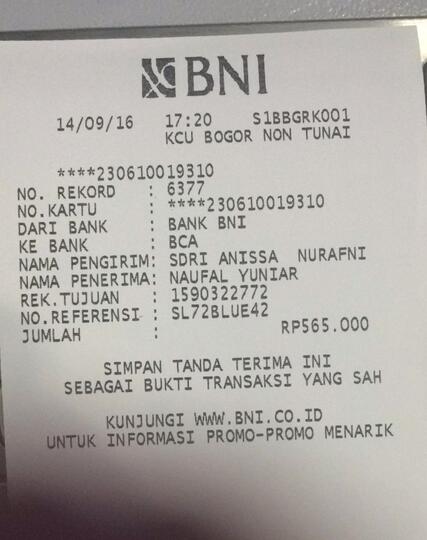 BNI
14/09/16 17:20 S1BBGRK001
KCU BOGOR NON TUNAI
****230610019310
NO. REKORD : 6377
NO.KARTU : ****230610019310
DARI BANK : BANK BNI
KE BANK : BCA
NAMA PENGIRIM: SDRI ANISSA NURAFNI
NAMA PENERIMA: NAUFAL YUNIAR
REK.TUJUAN : 1590322772
NO.REFERENSI : SL72BLUE42
JUMLAH : RP565.000
SIMPAN TANDA TERIMA INI
SEBAGAI BUKTI TRANSAKSI YANG SAH
KUNJUNGI WWW.BNI.CO.ID
UNTUK INFORMASI PROMO-PROMO MENARIK